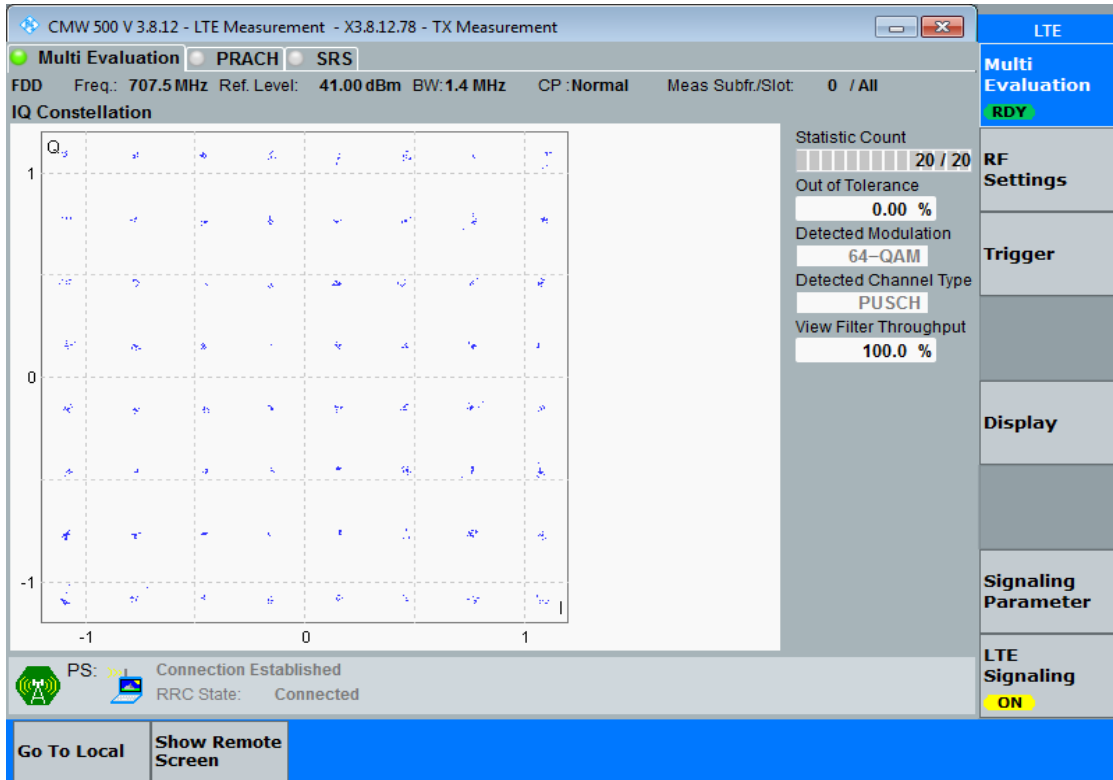 CMW 500 V 3.8.12 - LTE Measurement - X3.8.12.78 - TX Measurement
LTE
Multi Evaluation PRACH SRS
FDD Freq.: 707.5 MHz Ref. Level: 41.00 dBm BW: 1.4 MHz CP : Normal Meas Subfr./Slot: 0 / All
IQ Constellation
Q
1
0
-1
-1 0 1
I
Statistic Count
20 / 20
Out of Tolerance
0.00 %
Detected Modulation
64-QAM
Detected Channel Type
PUSCH
View Filter Throughput
100.0 %
Multi
Evaluation
RDY
RF
Settings
Trigger
Display
Signaling
Parameter
LTE
Signaling
ON
PS: Connection Established
RRC State: Connected
Go To Local
Show Remote
Screen